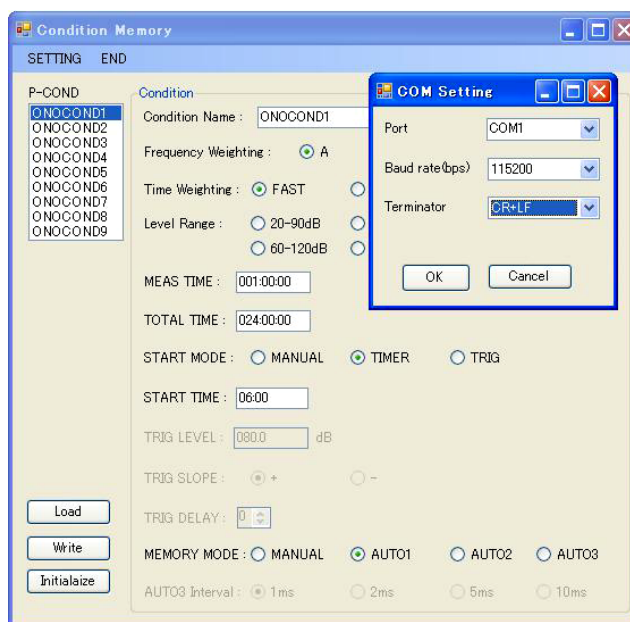 Condition Memory
SETTING END
P-COND
ONOCOND1
ONOCOND2
ONOCOND3
ONOCOND4
ONOCOND5
ONOCOND6
ONOCOND7
ONOCOND8
ONOCOND9
Load
Write
Initialaize
Condition
Condition Name : ONOCOND1
Frequency Weighting : A
Time Weighting : FAST
Level Range : 20-90dB
60-120dB
MEAS TIME : 001:00:00
TOTAL TIME : 024:00:00
START MODE : MANUAL TIMER TRIG
START TIME : 06:00
TRIG LEVEL : 080.0 dB
TRIG SLOPE : + -
TRIG DELAY : 0
MEMORY MODE : MANUAL AUTO1 AUTO2 AUTO3
AUTO3 Interval : 1ms 2ms 5ms 10ms
COM Setting
Port COM1
Baud rate(bps) 115200
Terminator CR+LF
OK Cancel